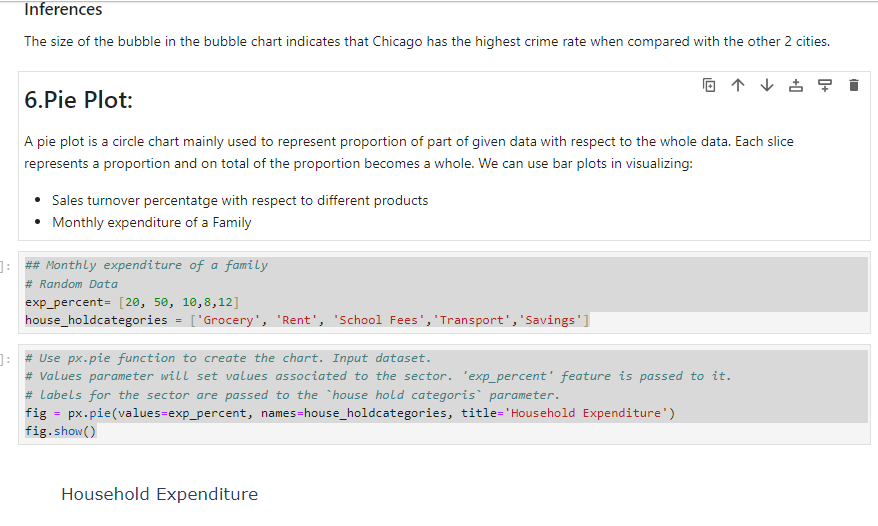 Inferences
The size of the bubble in the bubble chart indicates that Chicago has the highest crime rate when compared with the other 2 cities.
6.Pie Plot:
A pie plot is a circle chart mainly used to represent proportion of part of given data with respect to the whole data. Each slice
represents a proportion and on total of the proportion becomes a whole. We can use bar plots in visualizing:
• Sales turnover percentatge with respect to different products
• Monthly expenditure of a Family
]: ## Monthly expenditure of a family
# Random Data
exp_percent= [20, 50, 10,8,12]
house_holdcategories = ['Grocery', 'Rent', 'School Fees','Transport','Savings']
]: # Use px.pie function to create the chart. Input dataset.
# Values parameter will set values associated to the sector. 'exp_percent' feature is passed to it.
# labels for the sector are passed to the `house hold categoris` parameter.
fig = px.pie(values=exp_percent, names=house_holdcategories, title='Household Expenditure')
fig.show()
Household Expenditure